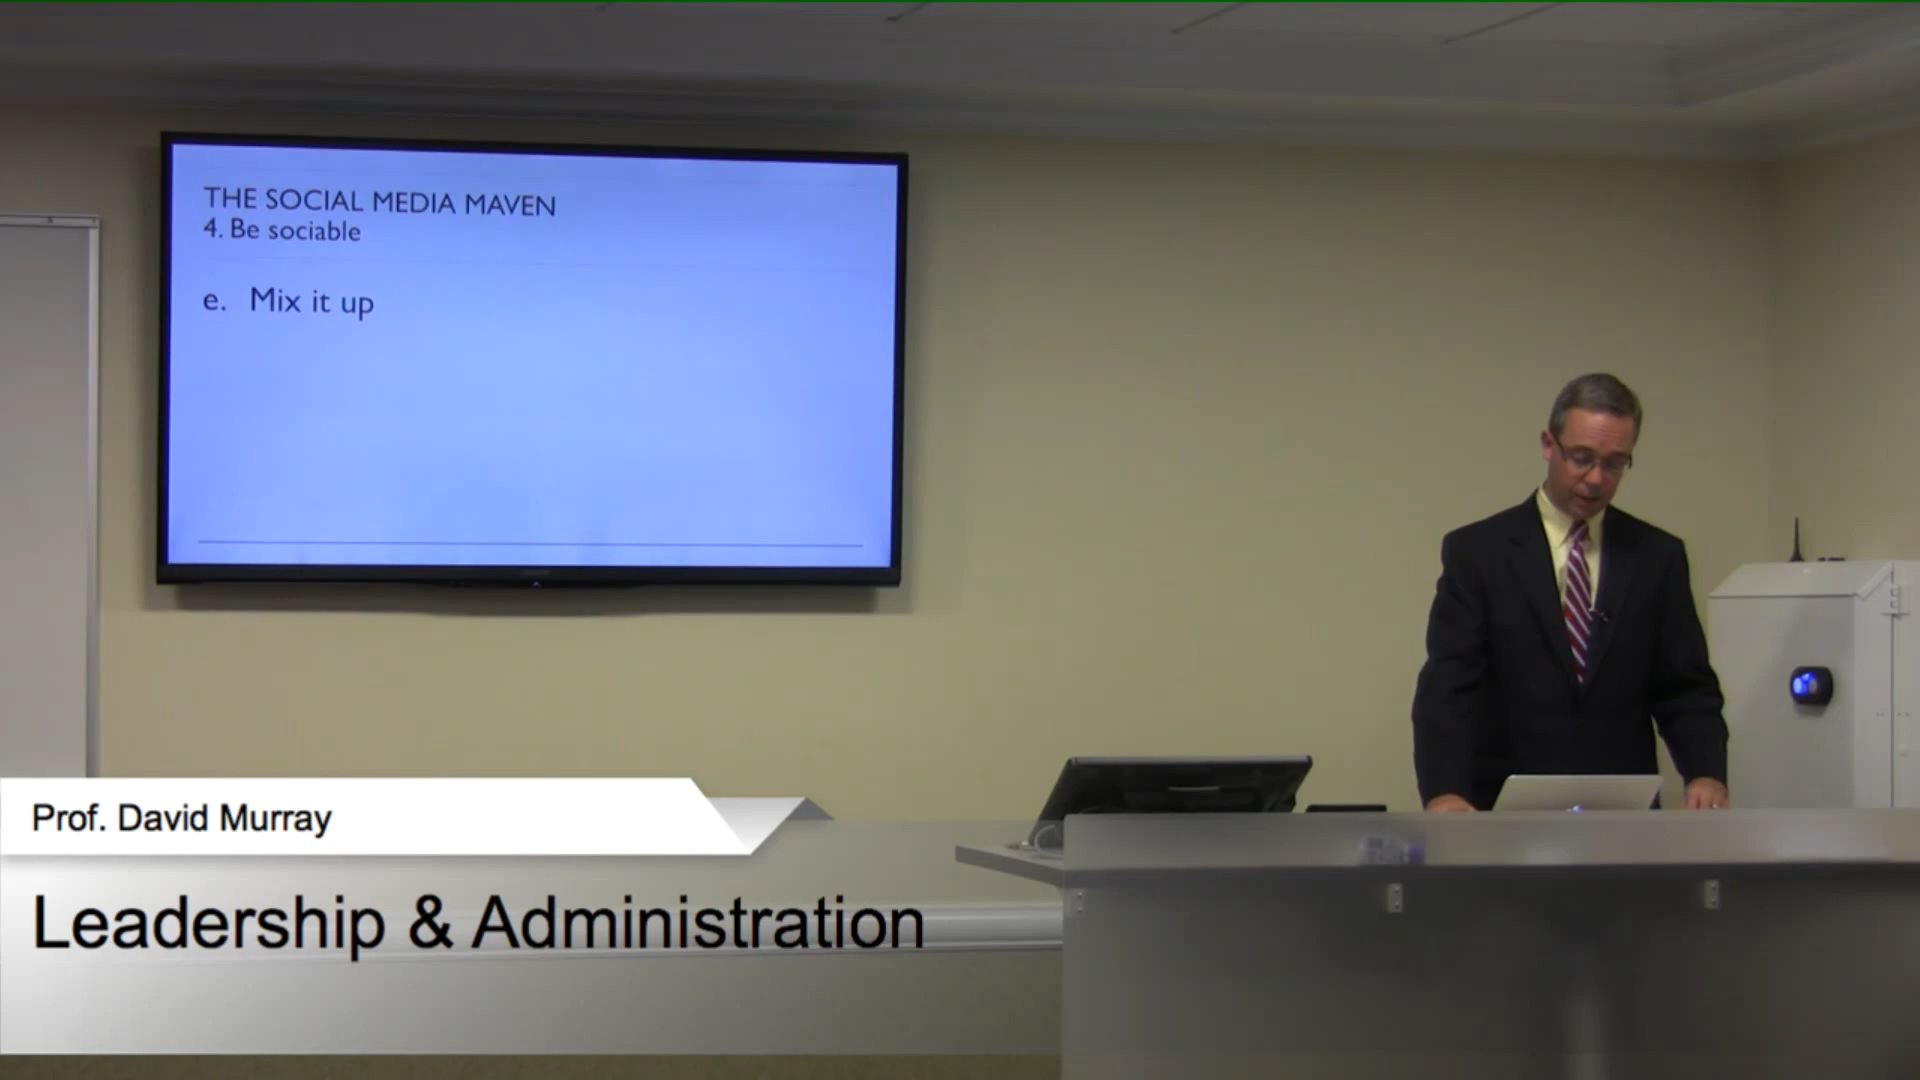 THE SOCIAL MEDIA MAVEN
4. Be sociable
e. Mix it up
Prof. David Murray
Leadership & Administration